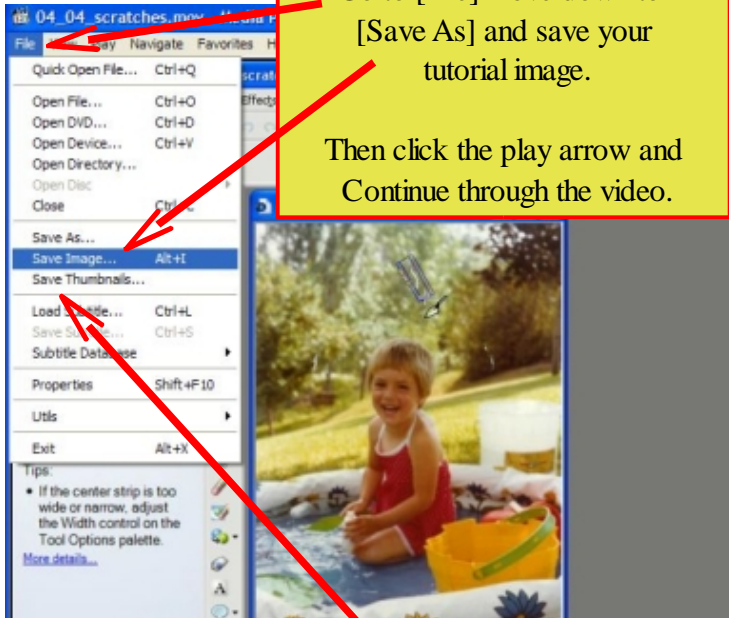 04_04_scratches.mov
[Save As] and save your
tutorial image.
Then click the play arrow and
Continue through the video.
File Navigate Favorites H
Quick Open File... Ctrl+Q
Open File... Ctrl+O
Open DVD... Ctrl+D
Open Device... Ctrl+V
Open Directory...
Open Disc
Close
Save As...
Save Image... Alt+I
Save Thumbnails...
Load Ctrl+L
Save Ctrl+S
Subtitle Database
Properties Shift+F10
Utils
Exit Alt+X
Tips:
• If the center strip is too
wide or narrow, adjust
the Width control on the
Tool Options palette.
More details...
A